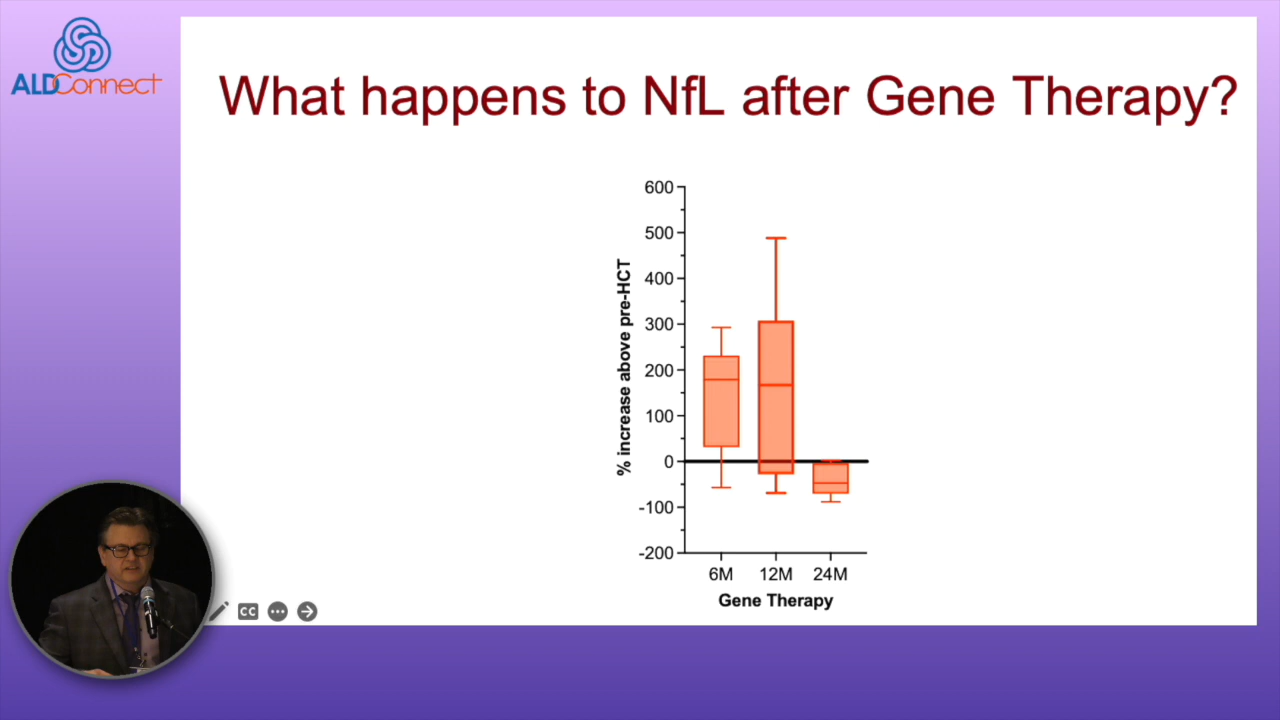 ALDConnect
What happens to NfL after Gene Therapy?
600
500
400
300
200
100
0
-100
-200
% increase above pre-HCT
6M 12M 24M
Gene Therapy
CC